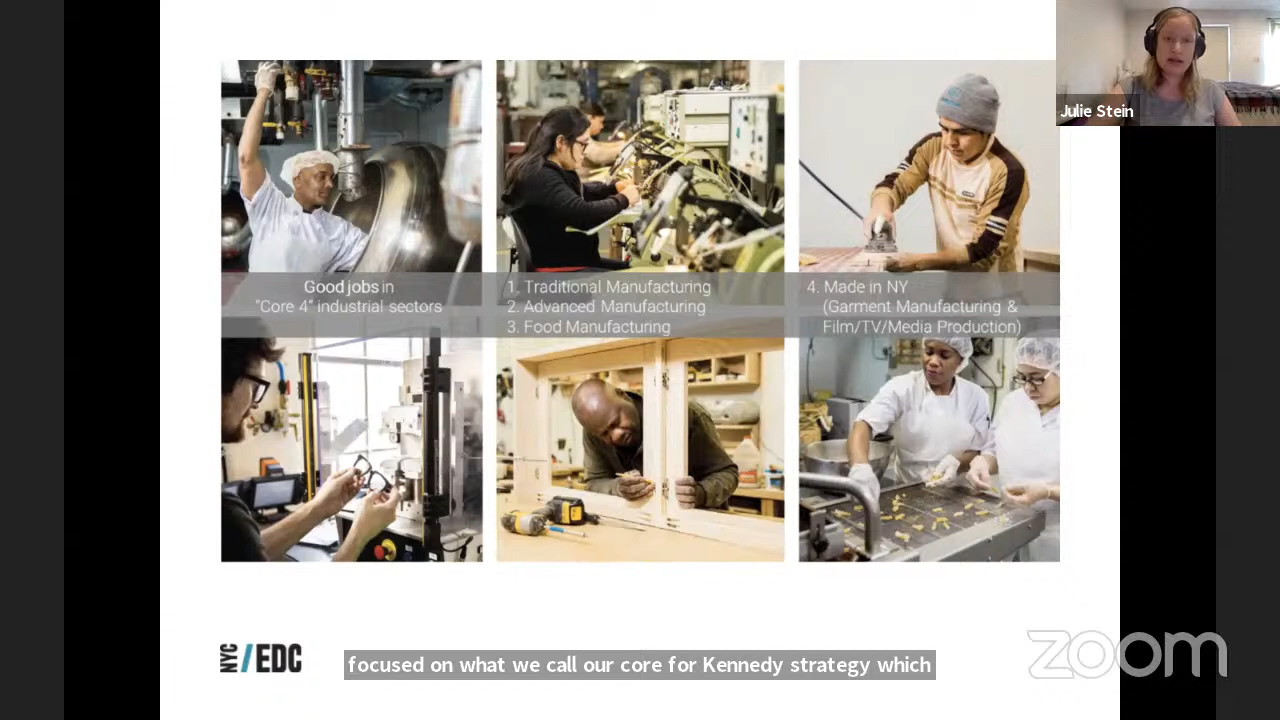 Julie Stein
Good jobs in
"Core 4" industrial sectors
1. Traditional Manufacturing
2. Advanced Manufacturing
3. Food Manufacturing
4. Made in NY
(Garment Manufacturing &
Film/TV/Media Production)
NYC / EDC
focused on what we call our core for Kennedy strategy which
zoom